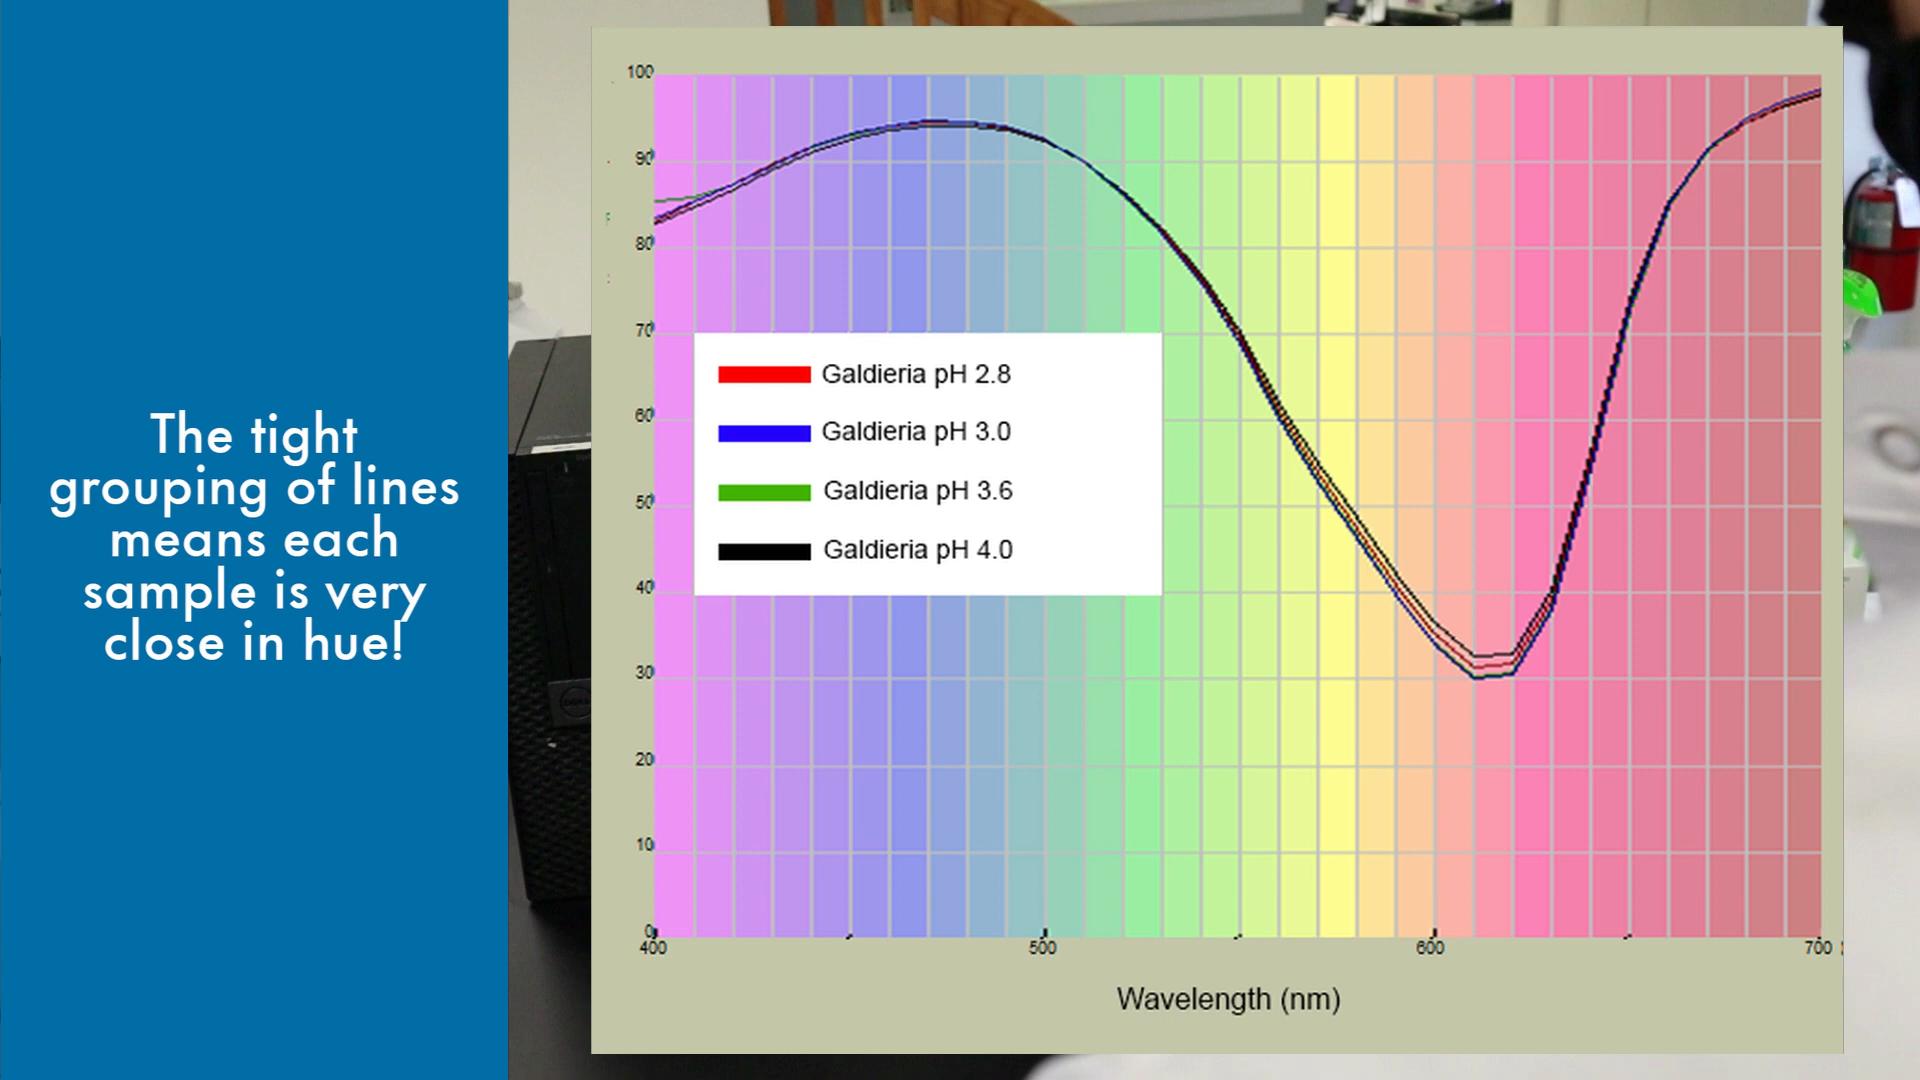 The tight
grouping of lines
means each
sample is very
close in hue!
100
90
80
70
60
50
40
30
20
10
0
Galdieria pH 2.8
Galdieria pH 3.0
Galdieria pH 3.6
Galdieria pH 4.0
400 500 600 700
Wavelength (nm)